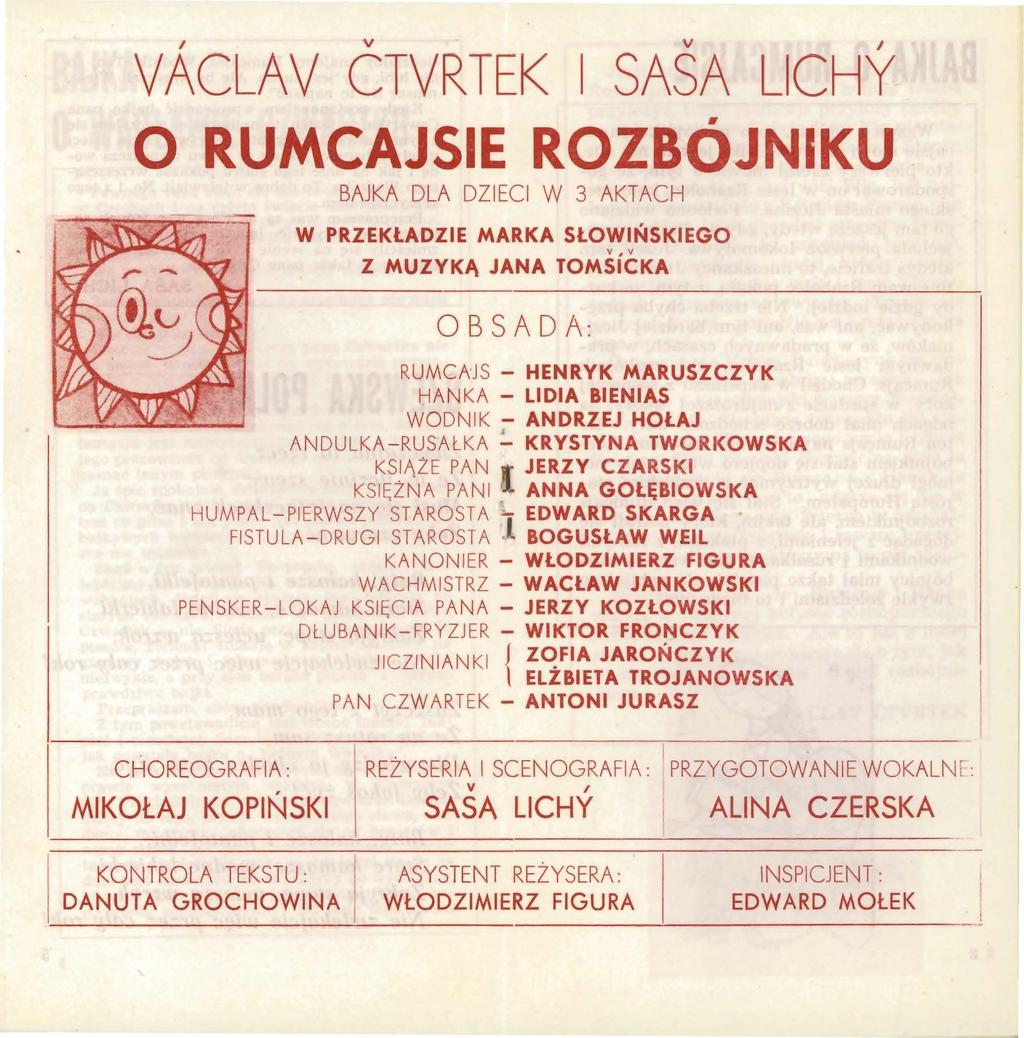 VÁCLAV ČTVRTEK I SAŠA LICHÝ
O RUMCAJSIE ROZBÓJNIKU
BAJKA DLA DZIECI W 3 AKTACH
W PRZEKŁADZIE MARKA SŁOWIŃSKIEGO
Z MUZYKĄ JANA TOMŠÍČKA
OBSADA:
RUMCAJS – HENRYK MARUSZCZYK
HANKA – LIDIA BIENIAS
WODNIK – ANDRZEJ HOŁAJ
ANDULKA–RUSAŁKA – KRYSTYNA TWORKOWSKA
KSIĄŻE PAN – JERZY CZARSKI
KSIĘŻNA PANI – ANNA GOŁĘBIOWSKA
HUMPAL–PIERWSZY STAROSTA – EDWARD SKARGA
FISTULA–DRUGI STAROSTA – BOGUSŁAW WEIL
KANONIER – WŁODZIMIERZ FIGURA
WACHMISTRZ – WACŁAW JANKOWSKI
PENSKER–LOKAJ KSIĘCIA PANA – JERZY KOZŁOWSKI
DŁUBANIK–FRYZJER – WIKTOR FRONCZYK
JICZINIANKI { ZOFIA JAROŃCZYK
ELŻBIETA TROJANOWSKA
PAN CZWARTEK – ANTONI JURASZ
CHOREOGRAFIA:
MIKOŁAJ KOPIŃSKI
REŻYSERIA I SCENOGRAFIA:
SAŠA LICHÝ
PRZYGOTOWANIE WOKALNE:
ALINA CZERSKA
KONTROLA TEKSTU:
DANUTA GROCHOWINA
ASYSTENT REŻYSERA:
WŁODZIMIERZ FIGURA
INSPICJENT:
EDWARD MOŁEK